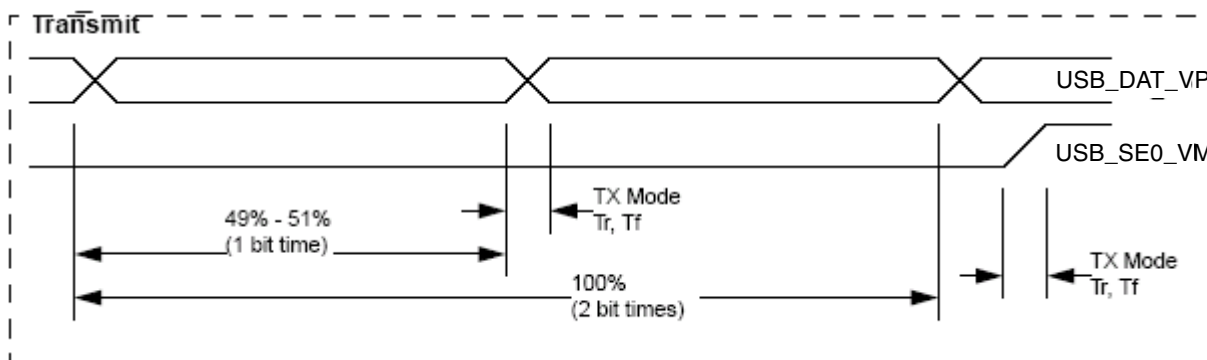 Transmit
USB_DAT_VP
USB_SE0_VM
TX Mode
Tr, Tf
49% - 51%
(1 bit time)
TX Mode
Tr, Tf
100%
(2 bit times)